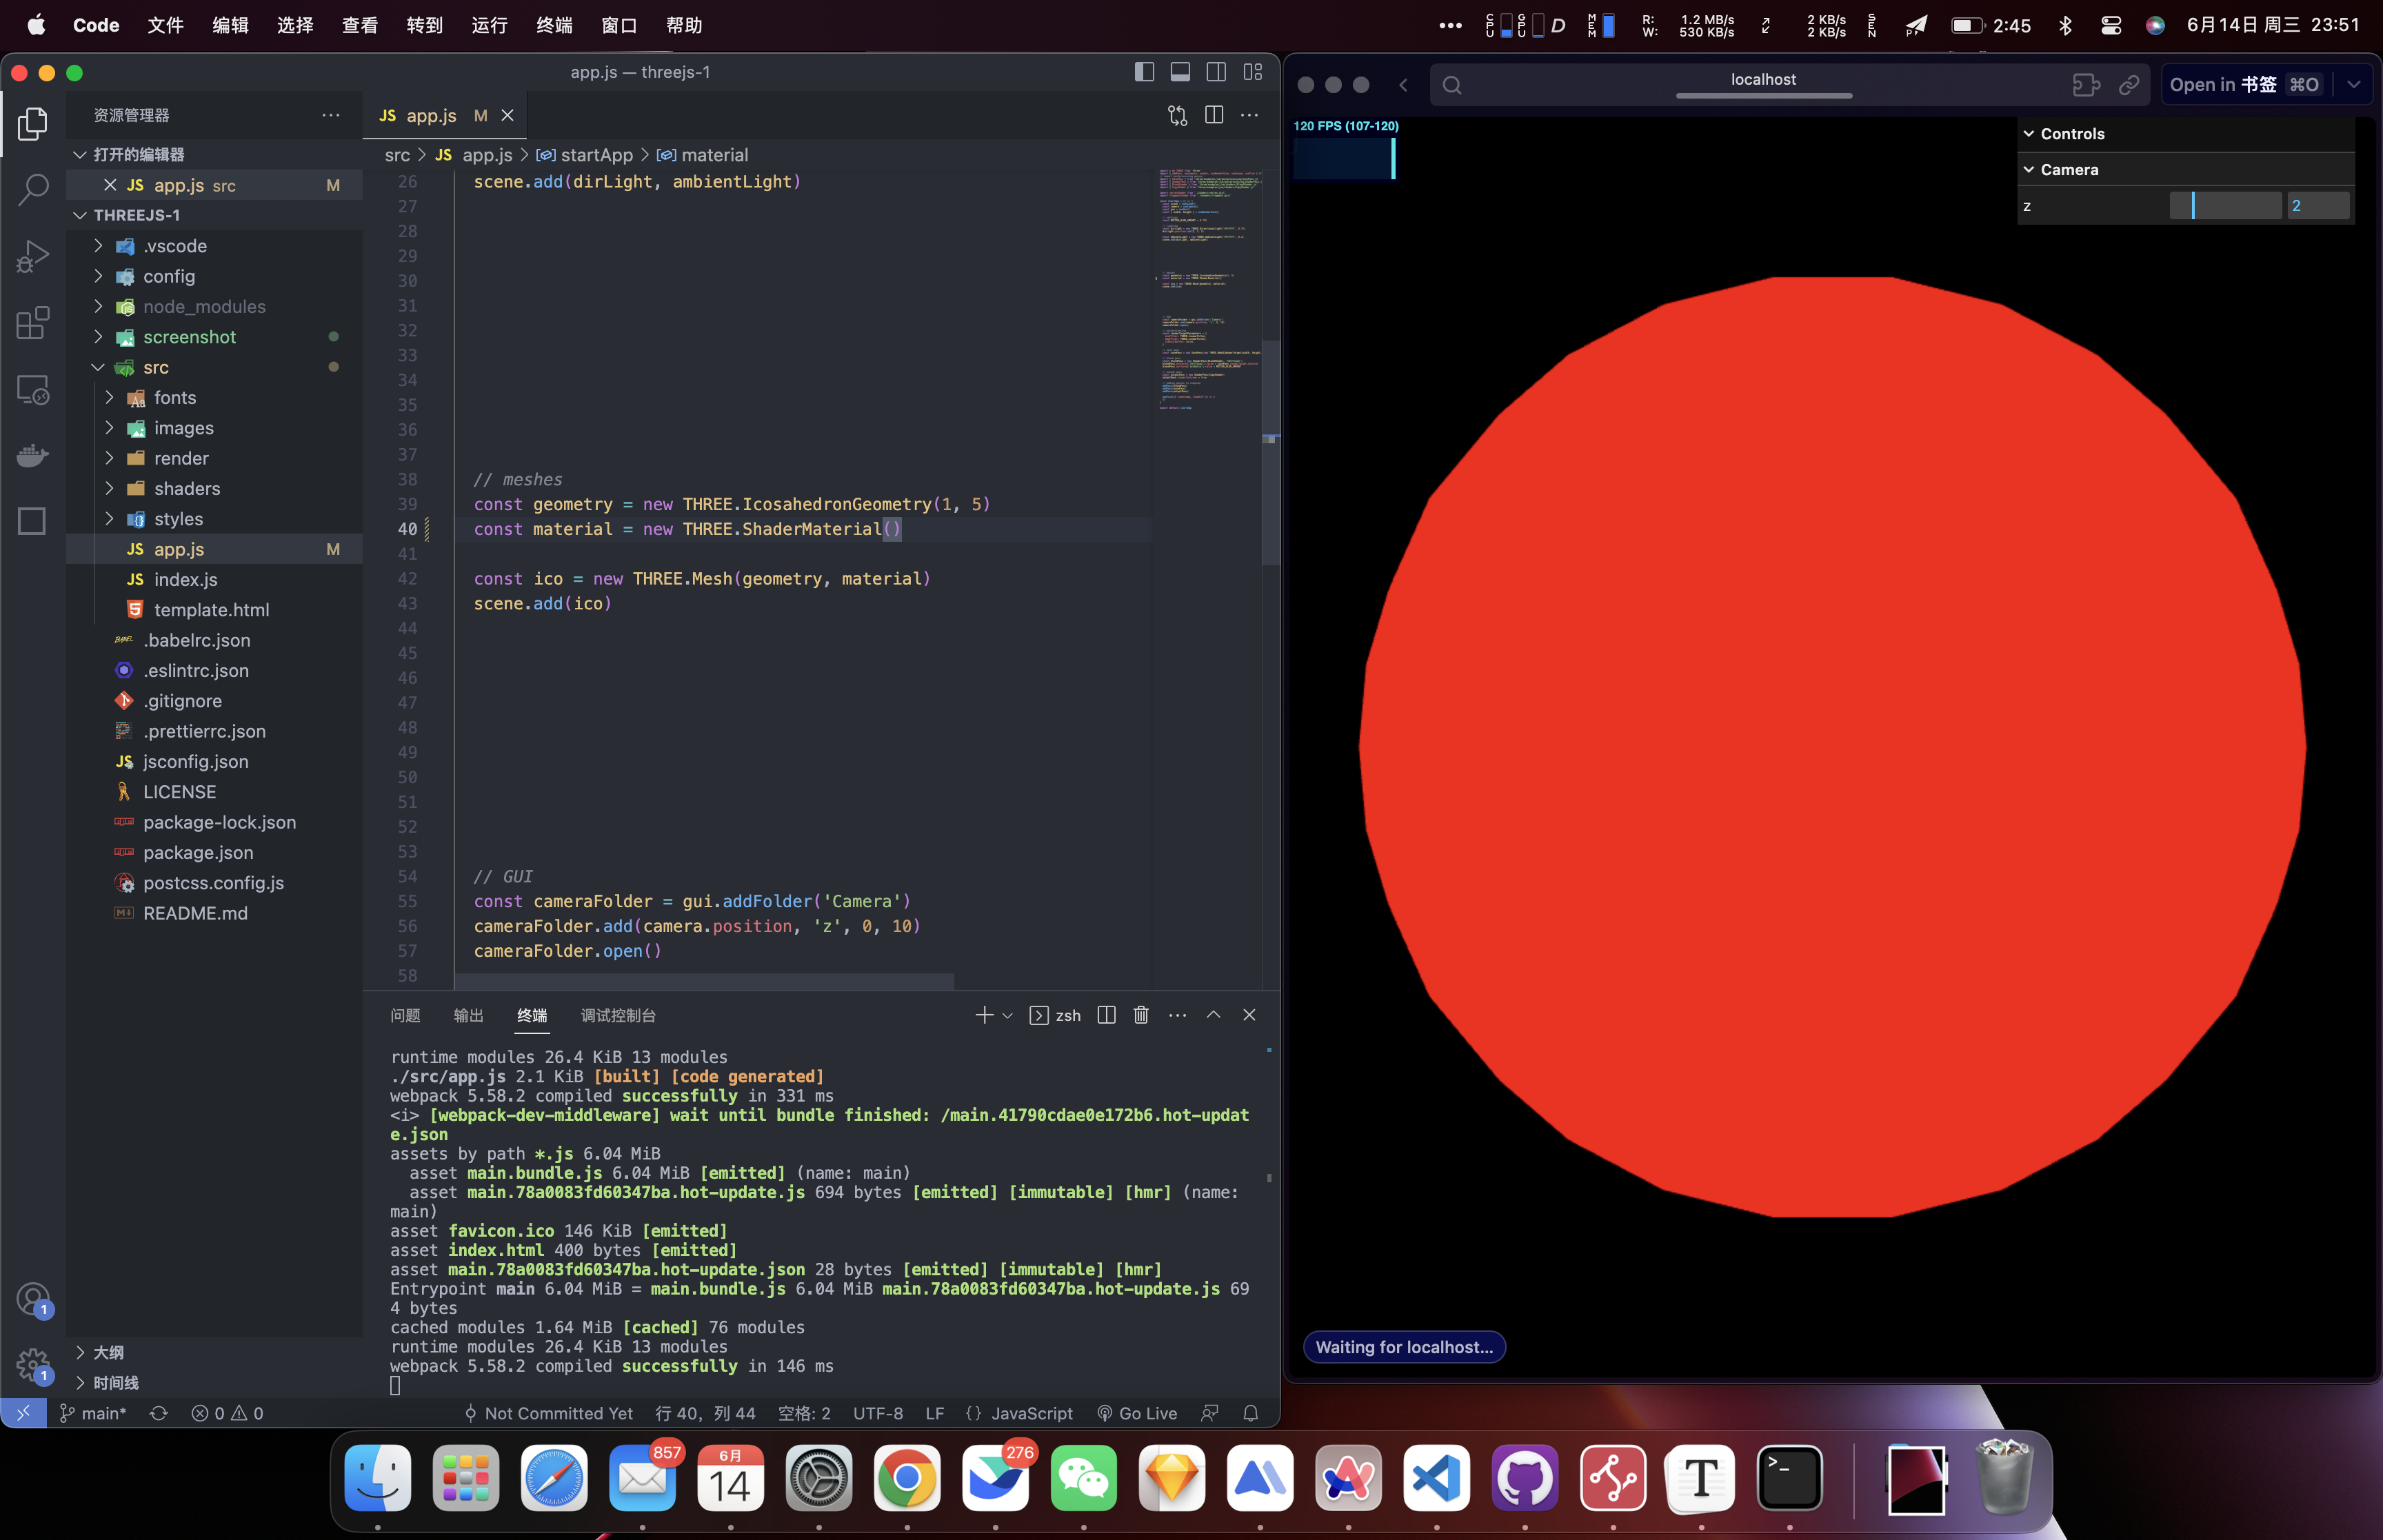 Code 文件 编辑 选择 查看 转到 运行 终端 窗口 帮助
••• CPU GPU D MEM R: 1.2 MB/s W: 530 KB/s 2 KB/s 2 KB/s SEN 2:45 6月14日 周三 23:51
app.js — threejs-1
资源管理器
JS app.js M
打开的编辑器
JS app.js src M
THREEJS-1
.vscode
config
node_modules
screenshot
src
fonts
images
render
shaders
styles
JS app.js M
JS index.js
template.html
.babelrc.json
.eslintrc.json
.gitignore
.prettierrc.json
jsconfig.json
LICENSE
package-lock.json
package.json
postcss.config.js
README.md
大纲
时间线
src > JS app.js > startApp > material
26 scene.add(dirLight, ambientLight)
27
28
29
30
31
32
33
34
35
36
37
38 // meshes
39 const geometry = new THREE.IcosahedronGeometry(1, 5)
40 const material = new THREE.ShaderMaterial()
41
42 const ico = new THREE.Mesh(geometry, material)
43 scene.add(ico)
44
45
46
47
48
49
50
51
52
53
54 // GUI
55 const cameraFolder = gui.addFolder('Camera')
56 cameraFolder.add(camera.position, 'z', 0, 10)
57 cameraFolder.open()
58
问题 输出 终端 调试控制台 zsh
runtime modules 26.4 KiB 13 modules
./src/app.js 2.1 KiB [built] [code generated]
webpack 5.58.2 compiled successfully in 331 ms
<i> [webpack-dev-middleware] wait until bundle finished: /main.41790cdae0e172b6.hot-updat
e.json
assets by path *.js 6.04 MiB
asset main.bundle.js 6.04 MiB [emitted] (name: main)
asset main.78a0083fd60347ba.hot-update.js 694 bytes [emitted] [immutable] [hmr] (name:
main)
asset favicon.ico 146 KiB [emitted]
asset index.html 400 bytes [emitted]
asset main.78a0083fd60347ba.hot-update.json 28 bytes [emitted] [immutable] [hmr]
Entrypoint main 6.04 MiB = main.bundle.js 6.04 MiB main.78a0083fd60347ba.hot-update.js 69
4 bytes
cached modules 1.64 MiB [cached] 76 modules
runtime modules 26.4 KiB 13 modules
webpack 5.58.2 compiled successfully in 146 ms
1
1
main* 0 0 Not Committed Yet 行 40，列 44 空格: 2 UTF-8 LF {} JavaScript Go Live
localhost
Open in 书签 ⌘O
120 FPS (107-120)
Controls
Camera
z 2
Waiting for localhost...
857
6月
14
276
T
>_